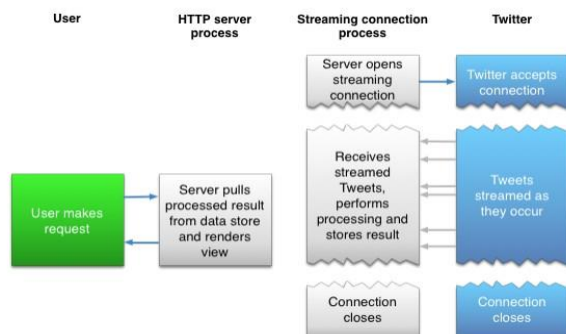 User
HTTP server
process
Streaming connection
process
Twitter
Server opens
streaming
connection
Twitter accepts
connection
User makes
request
Server pulls
processed result
from data store
and renders
view
Receives
streamed
Tweets,
performs
processing and
stores result
Tweets
streamed as
they occur
Connection
closes
Connection
closes